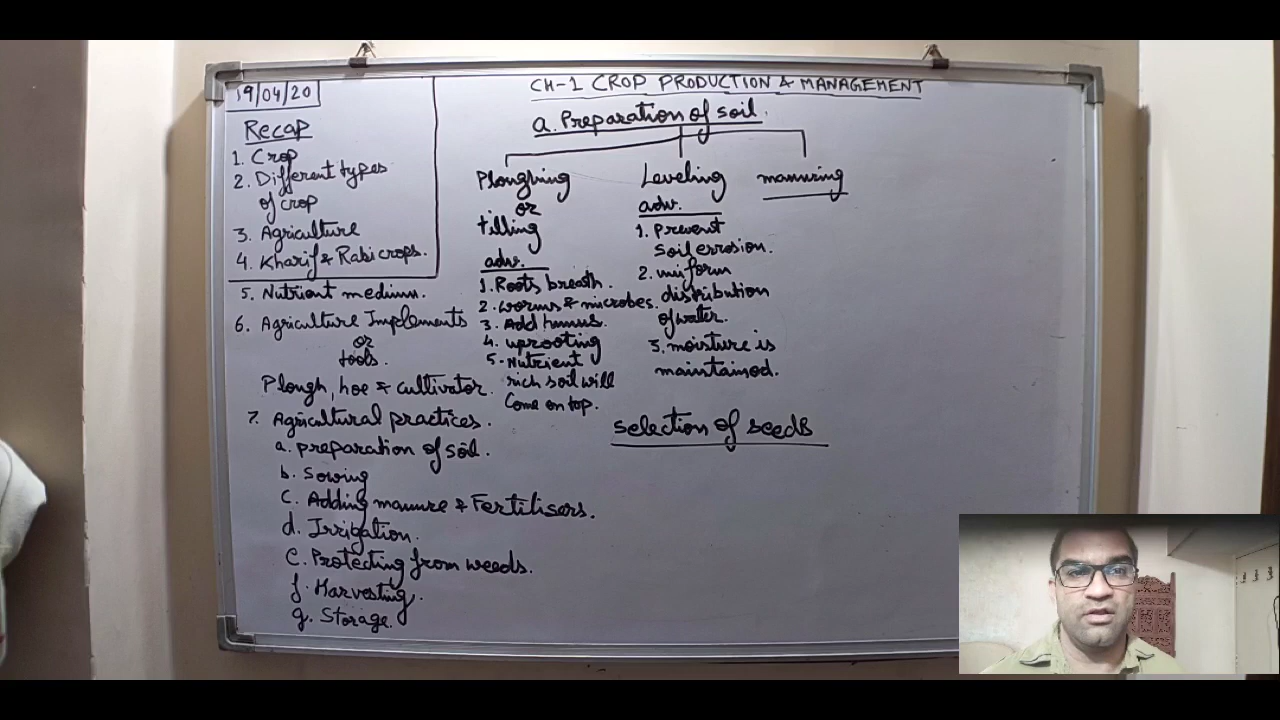 19/04/20
Recap
1. Crop
2. Different types
of crop
3. Agriculture
4. Kharif & Rabi crops.
5. Nutrient medium.
6. Agriculture Implements
or
tools.
Plough, hoe & cultivator.
7. Agricultural practices.
a. preparation of soil.
b. Sowing
c. Adding manure & Fertilisers.
d. Irrigation.
e. Protecting from weeds.
f. Harvesting.
g. Storage.
CH-1 CROP PRODUCTION & MANAGEMENT
a. Preparation of soil.
Ploughing
or
tilling
adv.
1. Roots breath.
2. worms & microbes.
3. Add humus.
4. uprooting
5. Nutrient
rich soil will
Come on top.
Leveling
adv.
1. Prevent
soil errosion.
2. uniform
distribution
of water.
3. moisture is
maintained.
manuring
selection of seeds